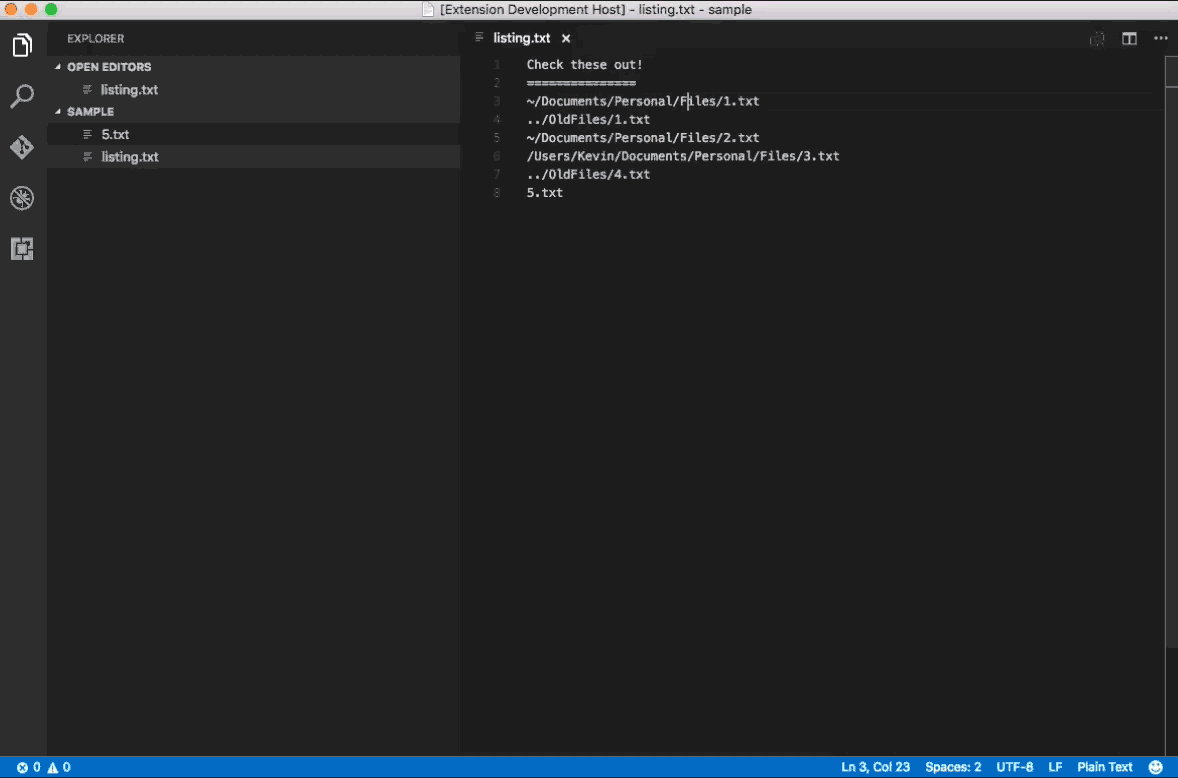 [Extension Development Host] - listing.txt - sample
EXPLORER
OPEN EDITORS
listing.txt
SAMPLE
5.txt
listing.txt
listing.txt ×
1 Check these out!
2 ===============
3 ~/Documents/Personal/Files/1.txt
4 ../OldFiles/1.txt
5 ~/Documents/Personal/Files/2.txt
6 /Users/Kevin/Documents/Personal/Files/3.txt
7 ../OldFiles/4.txt
8 5.txt
0 0 Ln 3, Col 23 Spaces: 2 UTF-8 LF Plain Text